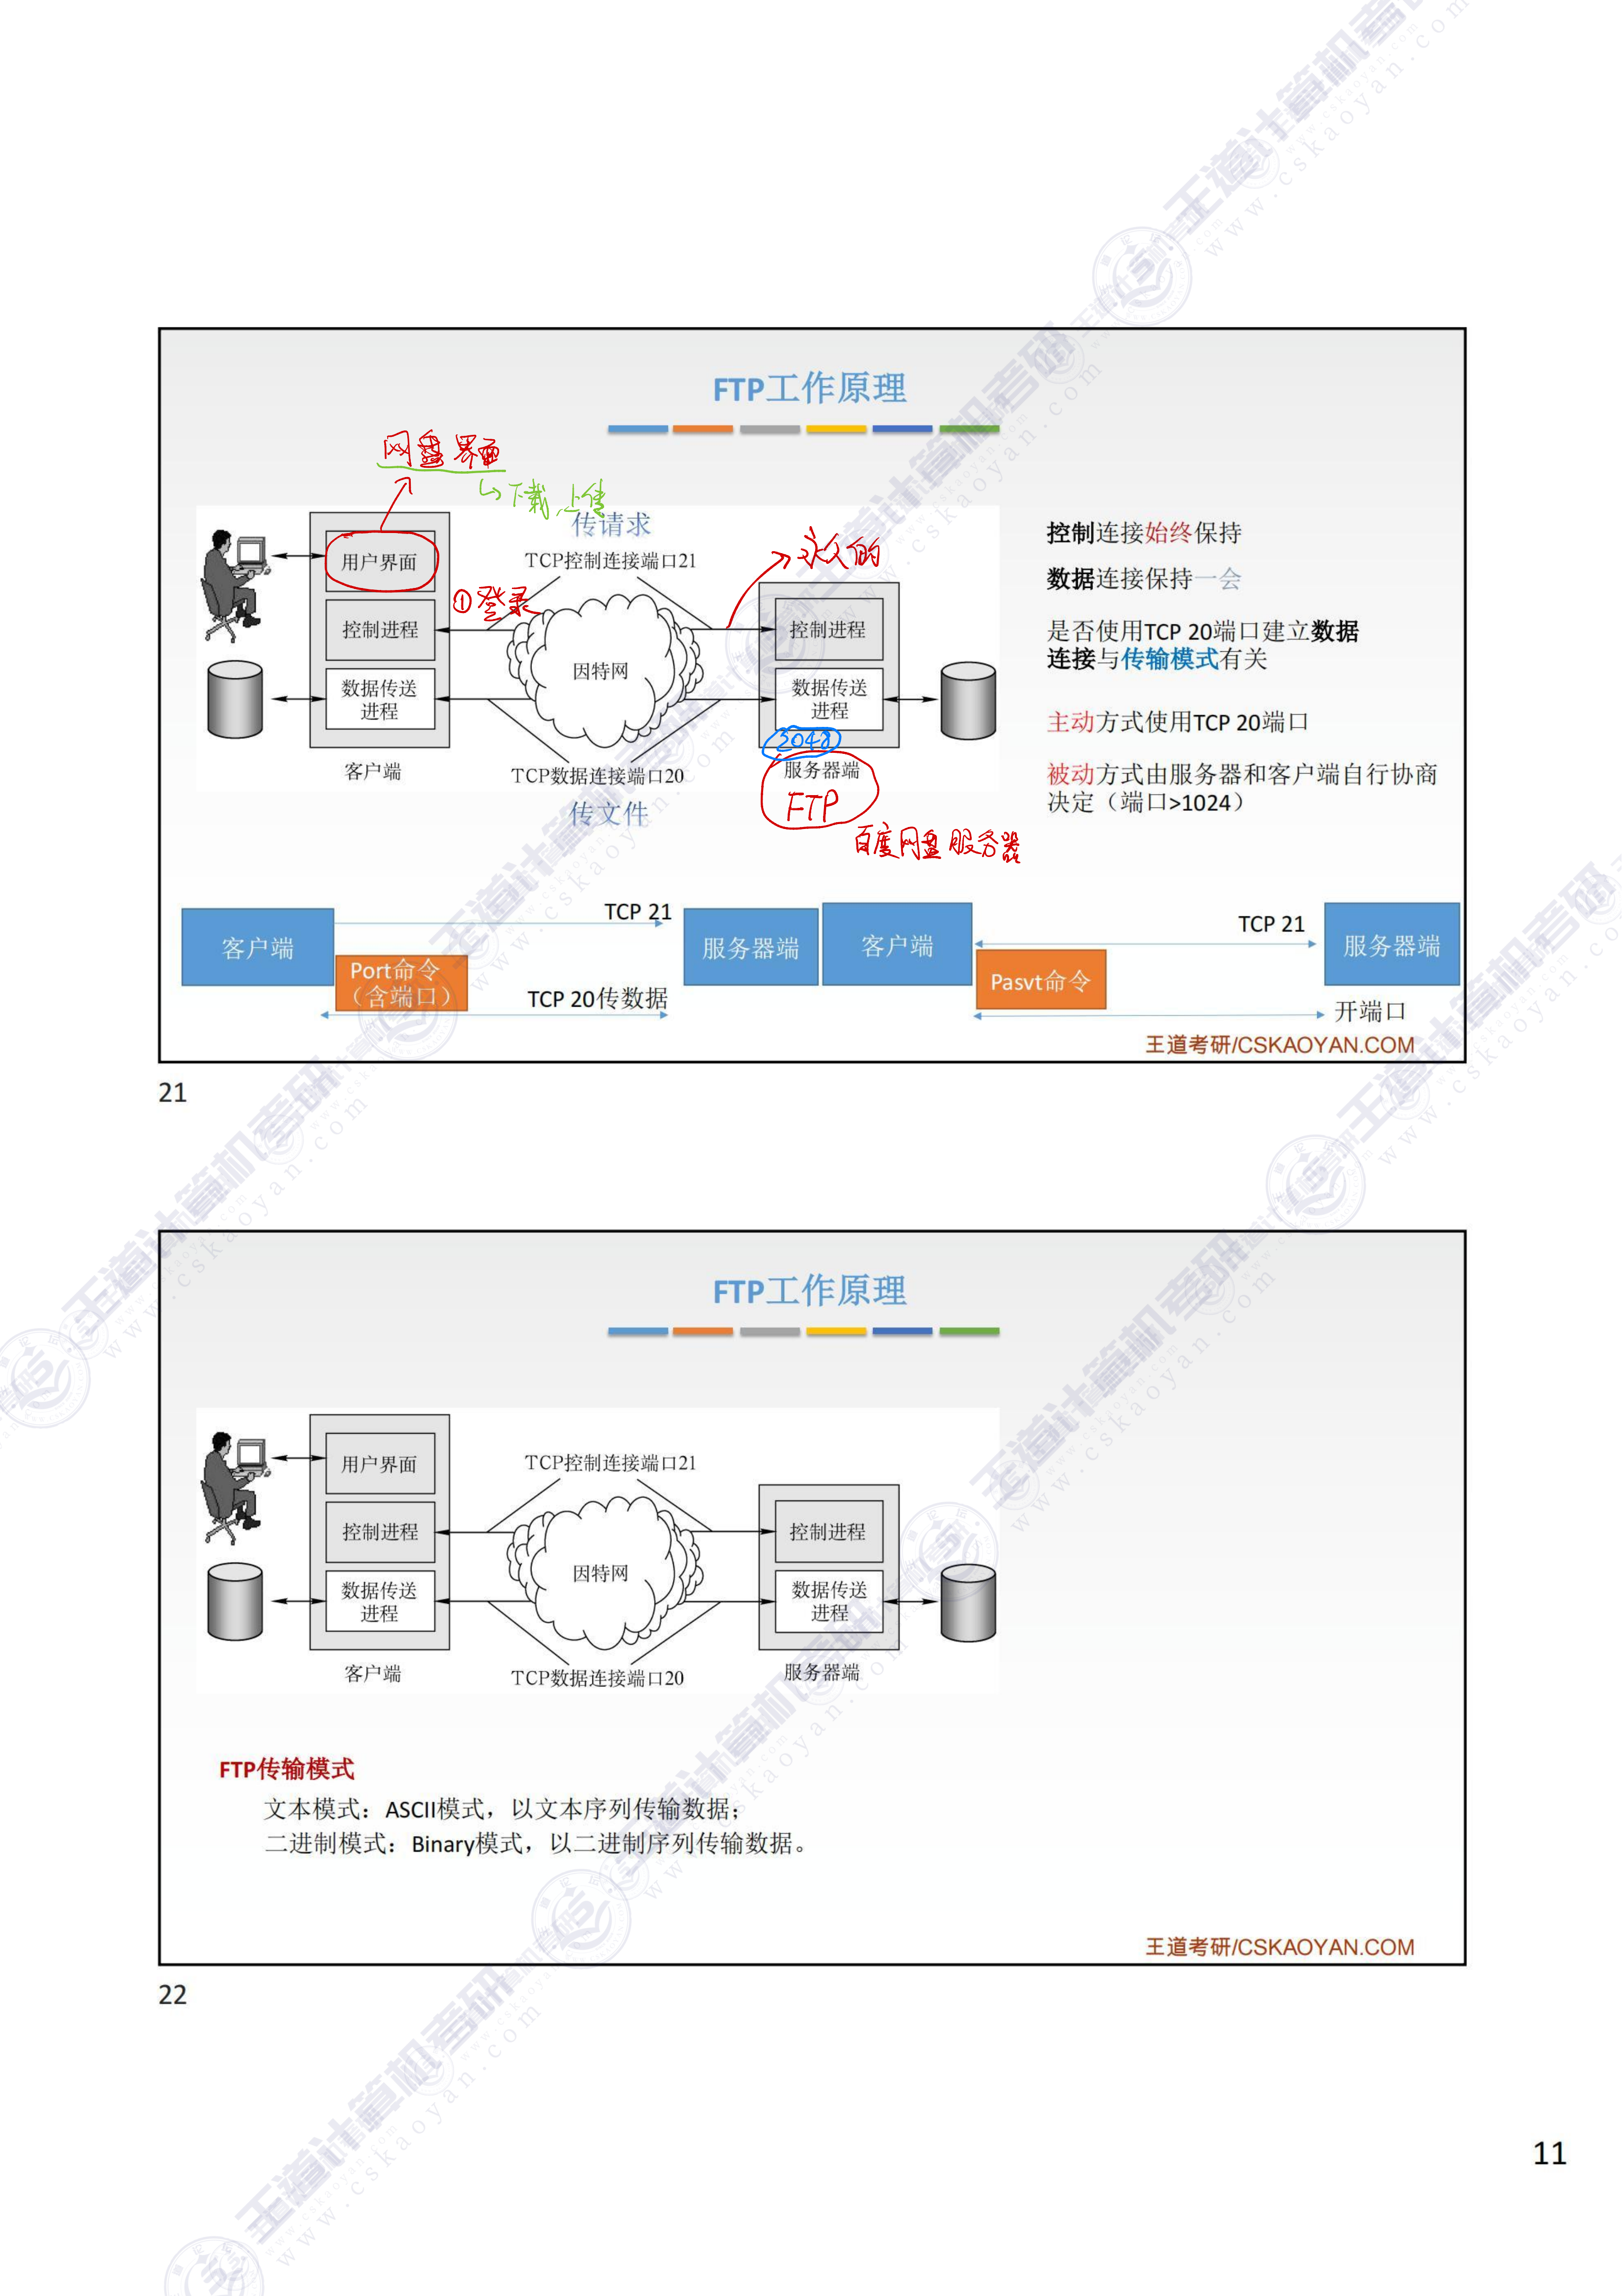 FTP工作原理
网盘界面
↳下载,上传
传请求
TCP控制连接端口21
→永久的
用户界面
①登录
控制进程
数据传送
进程
客户端
因特网
TCP数据连接端口20
传文件
控制进程
数据传送
进程
2048
服务器端
FTP
百度网盘服务器
控制连接始终保持
数据连接保持一会
是否使用TCP 20端口建立数据
连接与传输模式有关
主动方式使用TCP 20端口
被动方式由服务器和客户端自行协商
决定（端口>1024）
客户端
TCP 21
Port命令
（含端口）
TCP 20传数据
服务器端
客户端
TCP 21
Pasvt命令
开端口
服务器端
王道考研/CSKAOYAN.COM
21
FTP工作原理
用户界面
控制进程
数据传送
进程
客户端
TCP控制连接端口21
因特网
TCP数据连接端口20
控制进程
数据传送
进程
服务器端
FTP传输模式
文本模式：ASCII模式，以文本序列传输数据；
二进制模式：Binary模式，以二进制序列传输数据。
王道考研/CSKAOYAN.COM
22
11
王道计算机考研
www.cskaoyan.com